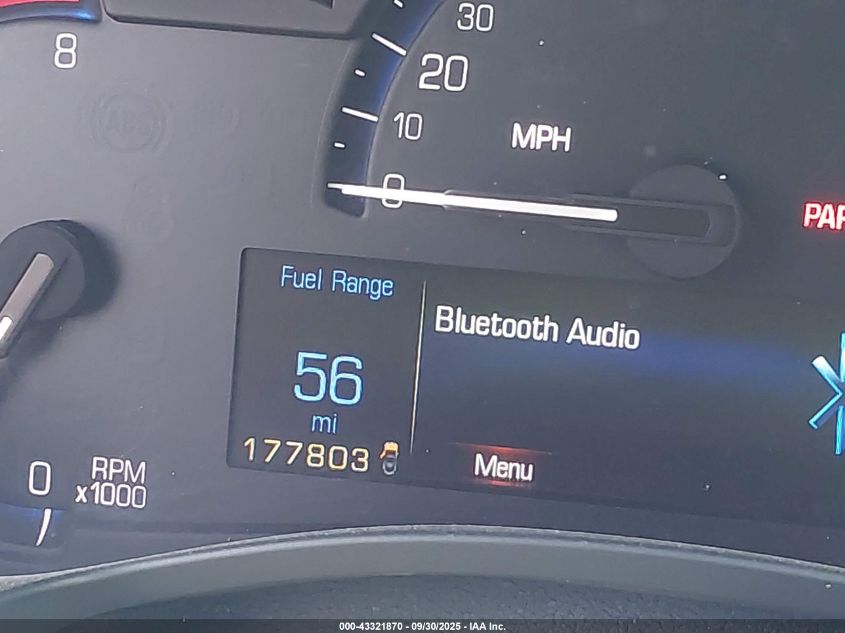 8
30
20
10
0
MPH
Fuel Range
56
mi
177803
Bluetooth Audio
Menu
0
RPM
x1000
000-43321870 - 09/30/2025 - IAA Inc.